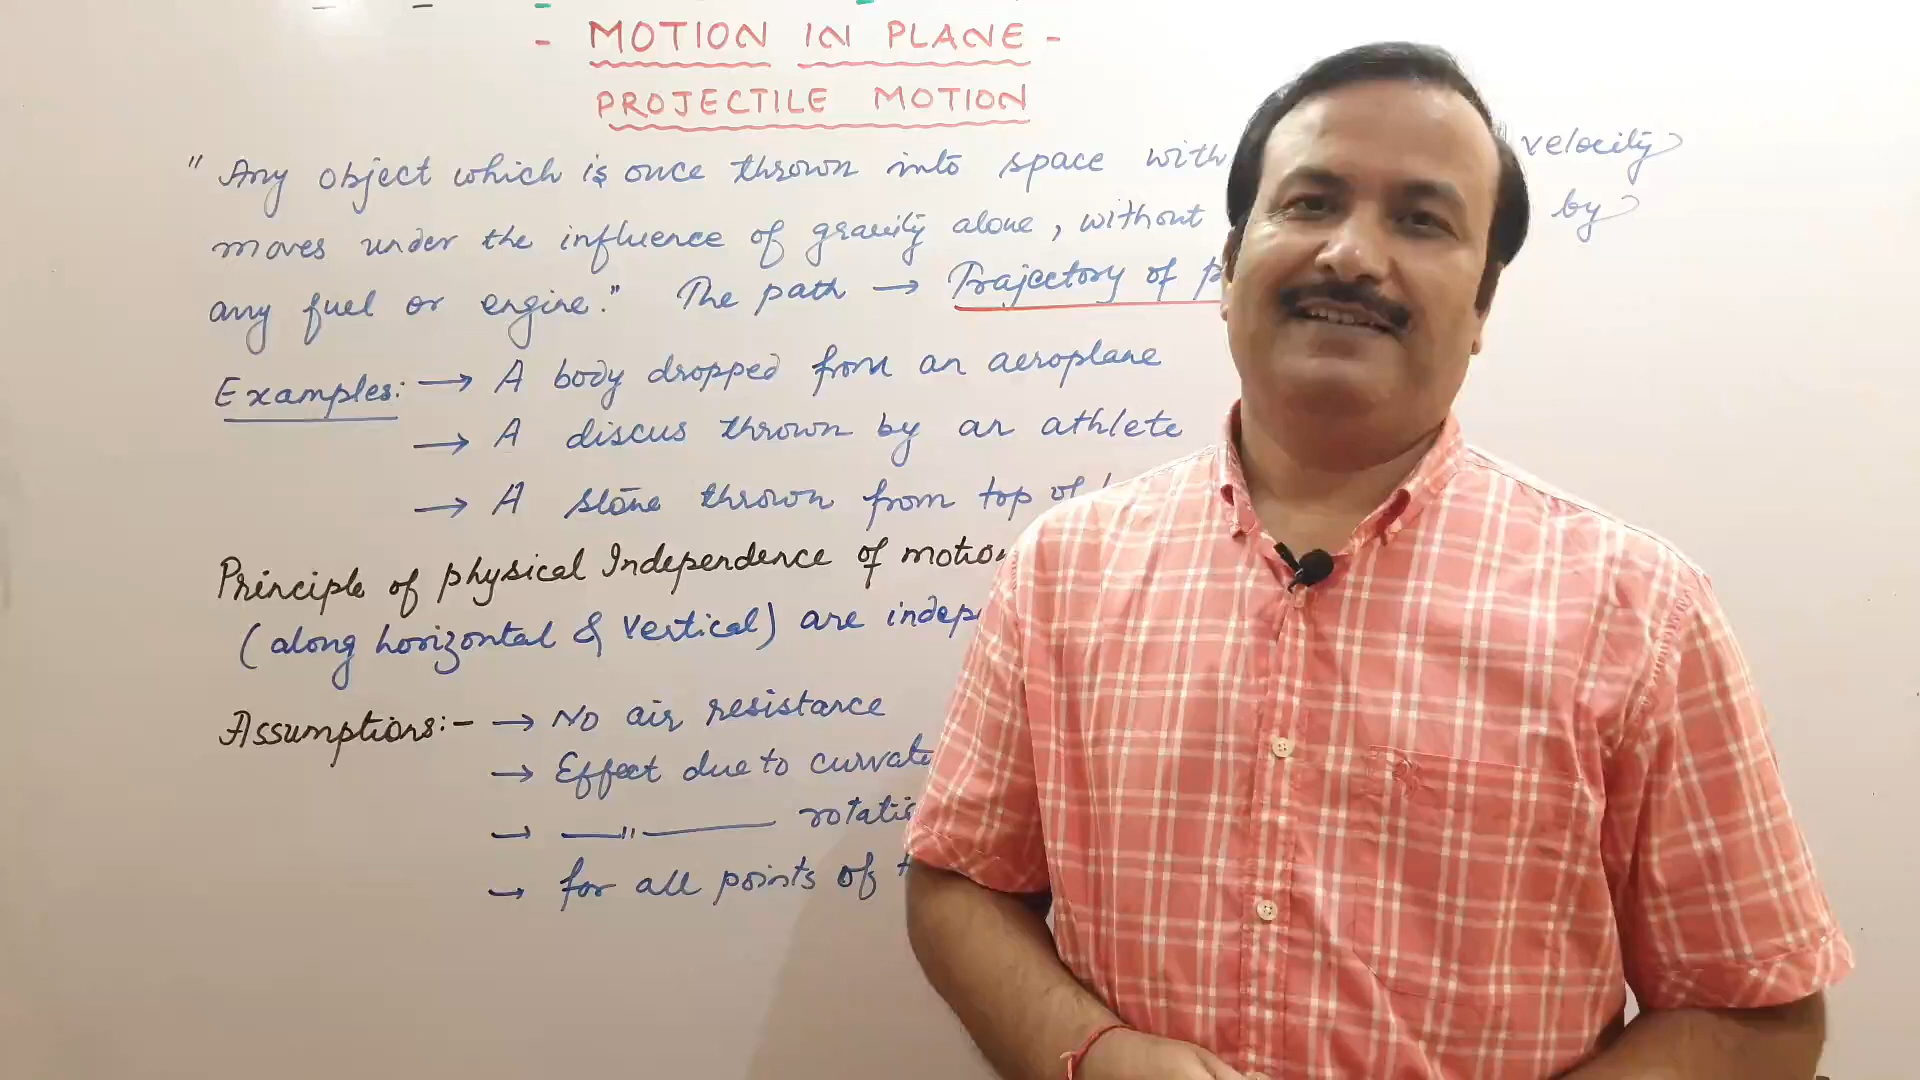 - MOTION IN PLANE -
PROJECTILE MOTION
" Any object which is once thrown into space with velocity
moves under the influence of gravity alone, without by
any fuel or engine." The path → Trajectory of p
Examples: → A body dropped from an aeroplane
→ A discus thrown by an athlete
→ A stone thrown from top of
Principle of physical Independence of motion
(along horizontal & vertical) are indep
Assumptions:- → No air resistance
→ Effect due to curvat
→ —"— rotatio
→ for all points of t